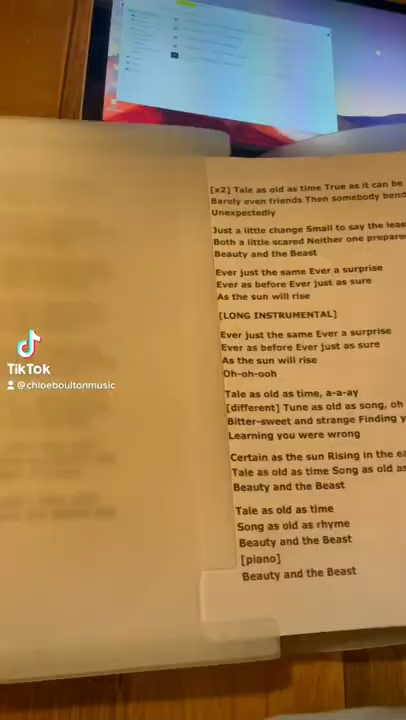 [x2] Tale as old as time True as it can be
Barely even friends Then somebody bend
Unexpectedly
Just a little change Small to say the leas
Both a little scared Neither one prepare
Beauty and the Beast
Ever just the same Ever a surprise
Ever as before Ever just as sure
As the sun will rise
[LONG INSTRUMENTAL]
Ever just the same Ever a surprise
Ever as before Ever just as sure
As the sun will rise
Oh-oh-ooh
Tale as old as time, a-a-ay
[different] Tune as old as song, oh
Bitter-sweet and strange Finding y
Learning you were wrong
Certain as the sun Rising in the ea
Tale as old as time Song as old as
Beauty and the Beast
Tale as old as time
Song as old as rhyme
Beauty and the Beast
[piano]
Beauty and the Beast
TikTok
@chloeboultonmusic